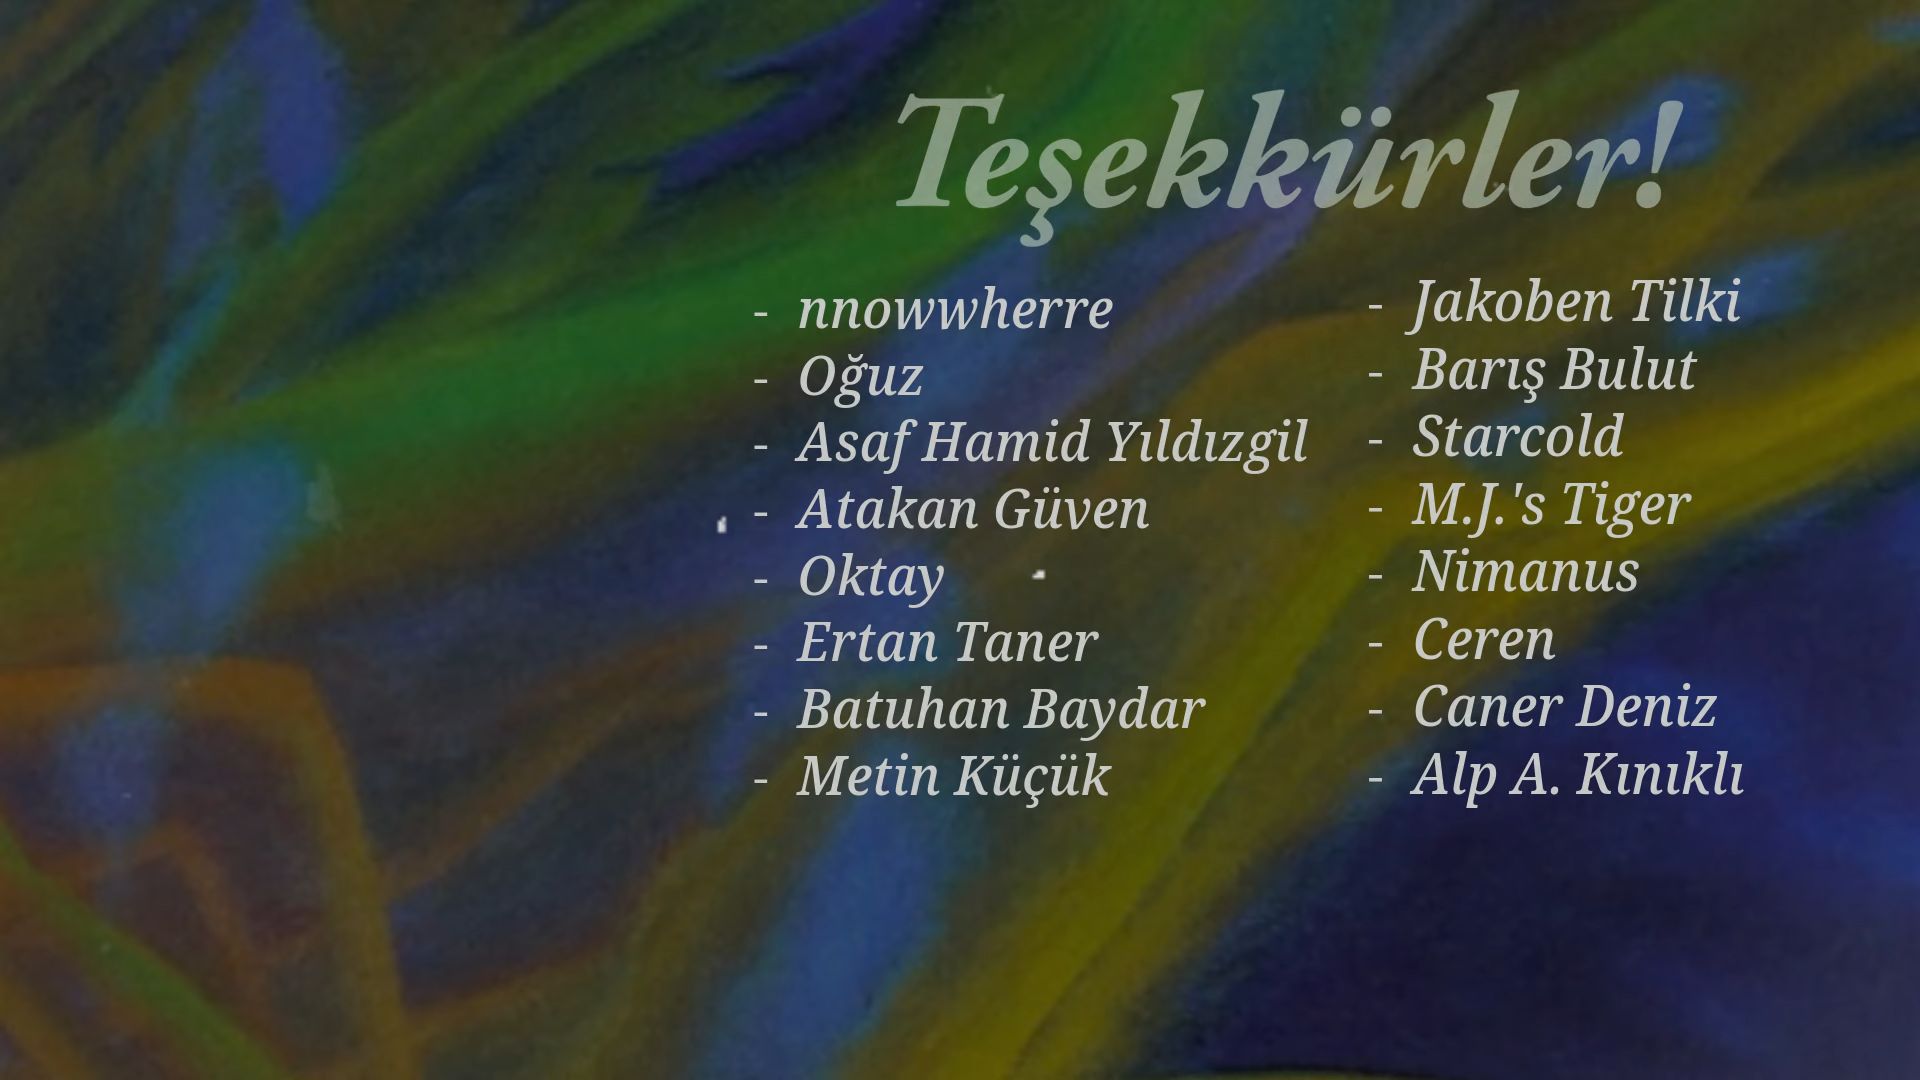 Teşekkürler!
- nnowwherre
- Oğuz
- Asaf Hamid Yıldızgil
- Atakan Güven
- Oktay
- Ertan Taner
- Batuhan Baydar
- Metin Küçük
- Jakoben Tilki
- Barış Bulut
- Starcold
- M.J.'s Tiger
- Nimanus
- Ceren
- Caner Deniz
- Alp A. Kınıklı